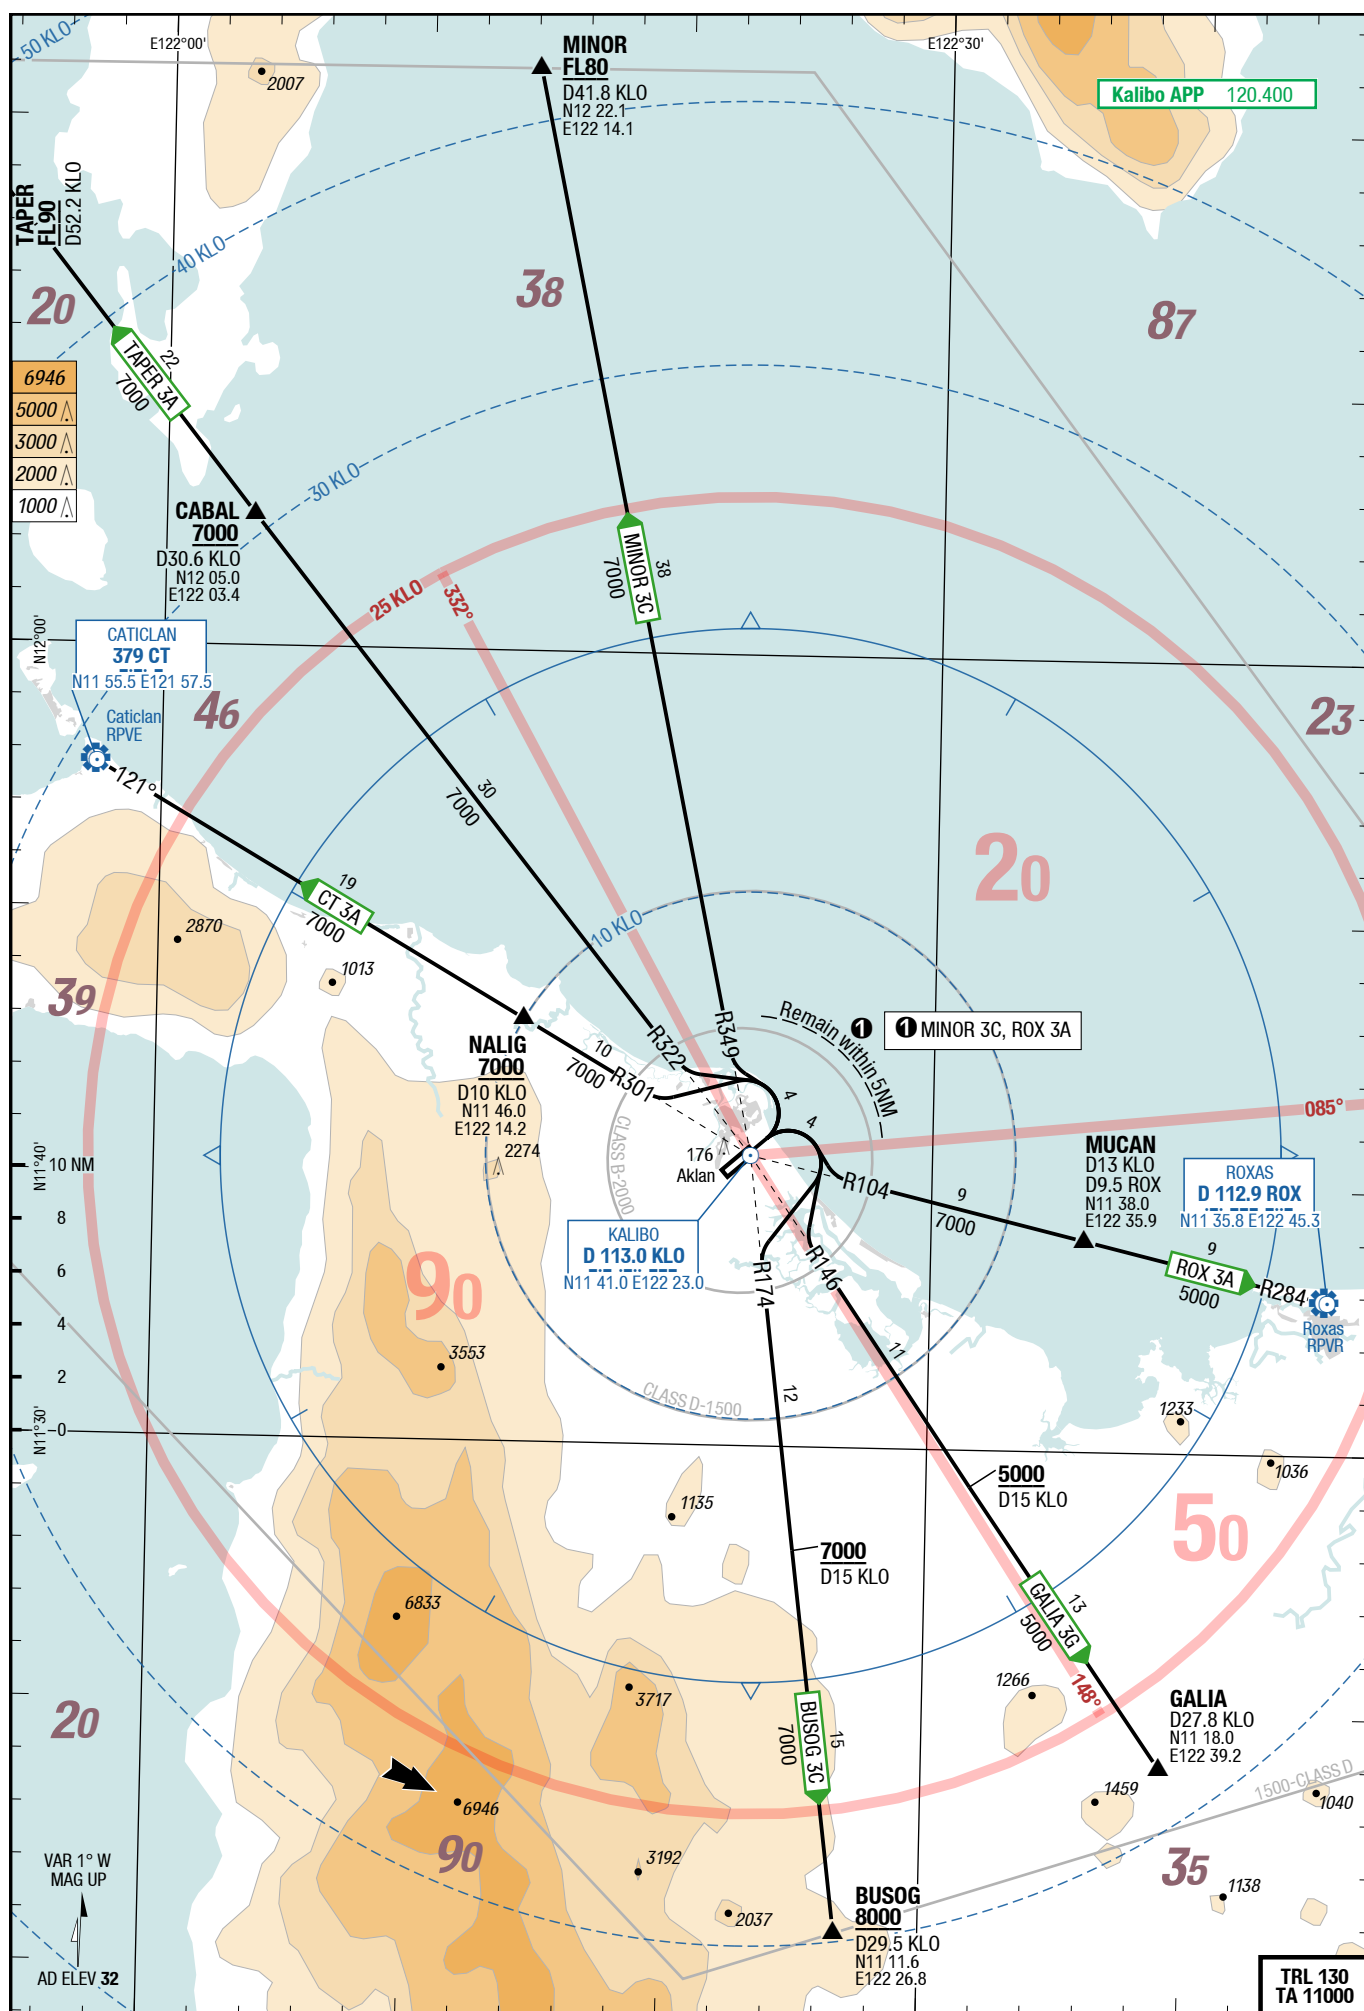 50 KLO
E122°00'
2007
MINOR
FL80
D41.8 KLO
N12 22.1
E122 14.1
E122°30'
Kalibo APP 120.400
TAPER
FL90
D52.2 KLO
40 KLO
20
38
87
22
TAPER 3A
7000
6946
5000
3000
2000
1000
30 KLO
CABAL
7000
D30.6 KLO
N12 05.0
E122 03.4
38
MINOR 3C
7000
25 KLO
332°
N12°00'
CATICLAN
379 CT
N11 55.5 E121 57.5
46
23
Caticlan
RPVE
121°
30
7000
20
19
CT 3A
7000
2870
10 KLO
1013
39
NALIG
7000
D10 KLO
N11 46.0
E122 14.2
10
7000
R301
R322
R349
Remain within 5NM
1
1 MINOR 3C, ROX 3A
4
4
085°
2274
CLASS B-2000
176
Aklan
N11°40'
10 NM
8
6
4
2
0
N11°30'
R104
9
7000
MUCAN
D13 KLO
D9.5 ROX
N11 38.0
E122 35.9
ROXAS
D 112.9 ROX
N11 35.8 E122 45.3
KALIBO
D 113.0 KLO
N11 41.0 E122 23.0
R174
R146
9
ROX 3A
5000
R284
Roxas
RPVR
90
3553
11
12
CLASS D-1500
1233
1036
5000
D15 KLO
1135
7000
D15 KLO
50
6833
13
GALIA 3G
5000
1266
148°
3717
BUSOG 3C
15
7000
GALIA
D27.8 KLO
N11 18.0
E122 39.2
20
6946
1459
1500-CLASS D
1040
90
3192
35
1138
2037
BUSOG
8000
D29.5 KLO
N11 11.6
E122 26.8
VAR 1° W
MAG UP
AD ELEV 32
TRL 130
TA 11000